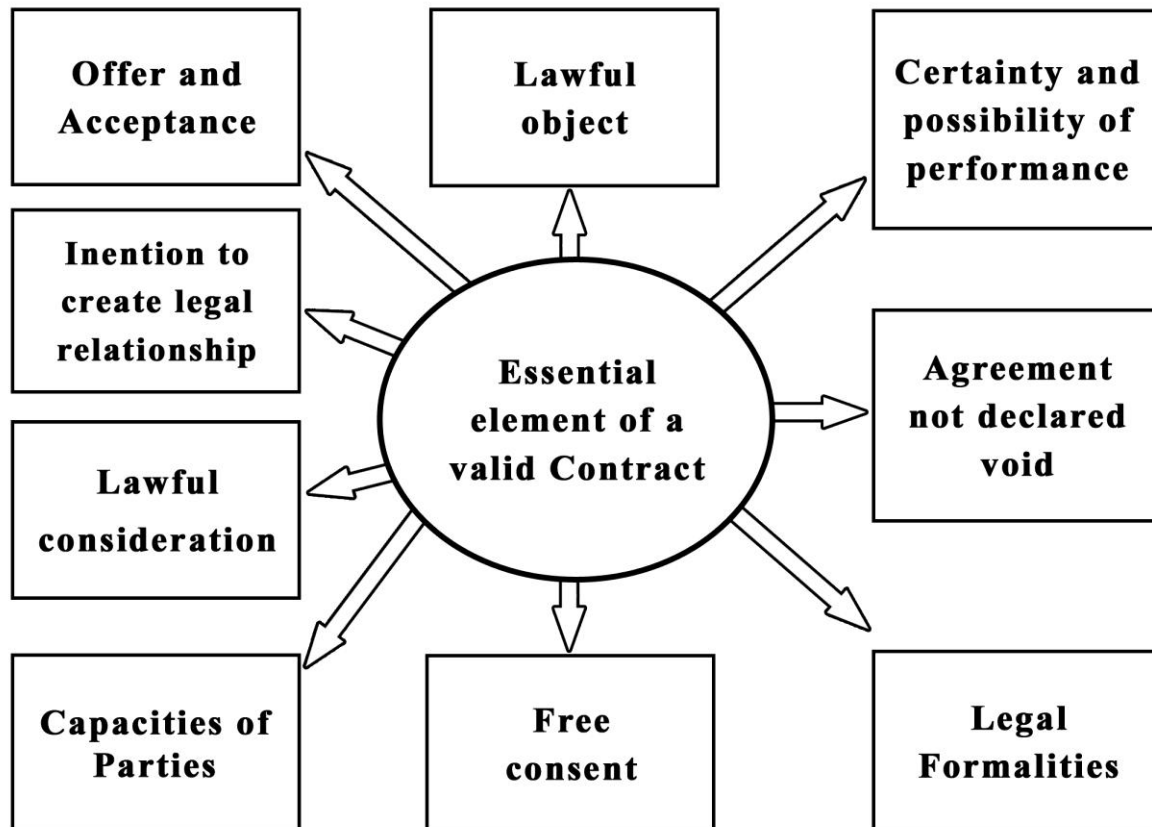 Offer and
Acceptance
Lawful
object
Certainty and
possibility of
performance
Inention to
create legal
relationship
Essential
element of a
valid Contract
Agreement
not declared
void
Lawful
consideration
Capacities of
Parties
Free
consent
Legal
Formalities